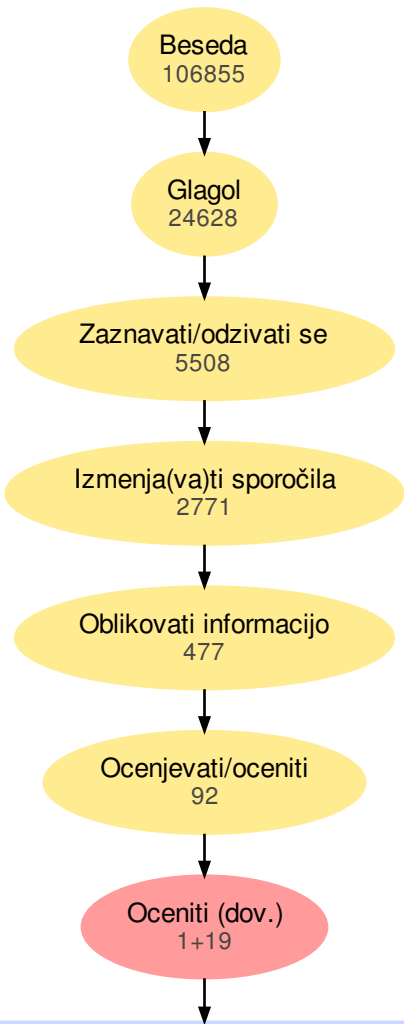 Beseda
106855
Glagol
24628
Zaznavati/odzivati se
5508
Izmenja(va)ti sporočila
2771
Oblikovati informacijo
477
Ocenjevati/oceniti
92
Oceniti (dov.)
1+19